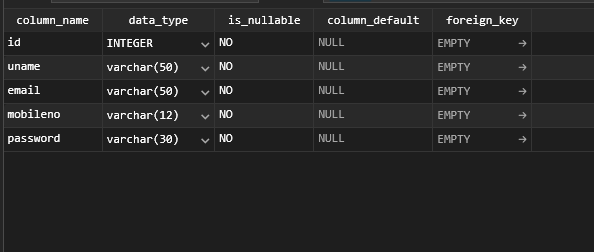 column_name data_type is_nullable column_default foreign_key
id INTEGER NO NULL EMPTY →
uname varchar(50) NO NULL EMPTY →
email varchar(50) NO NULL EMPTY →
mobileno varchar(12) NO NULL EMPTY →
password varchar(30) NO NULL EMPTY →